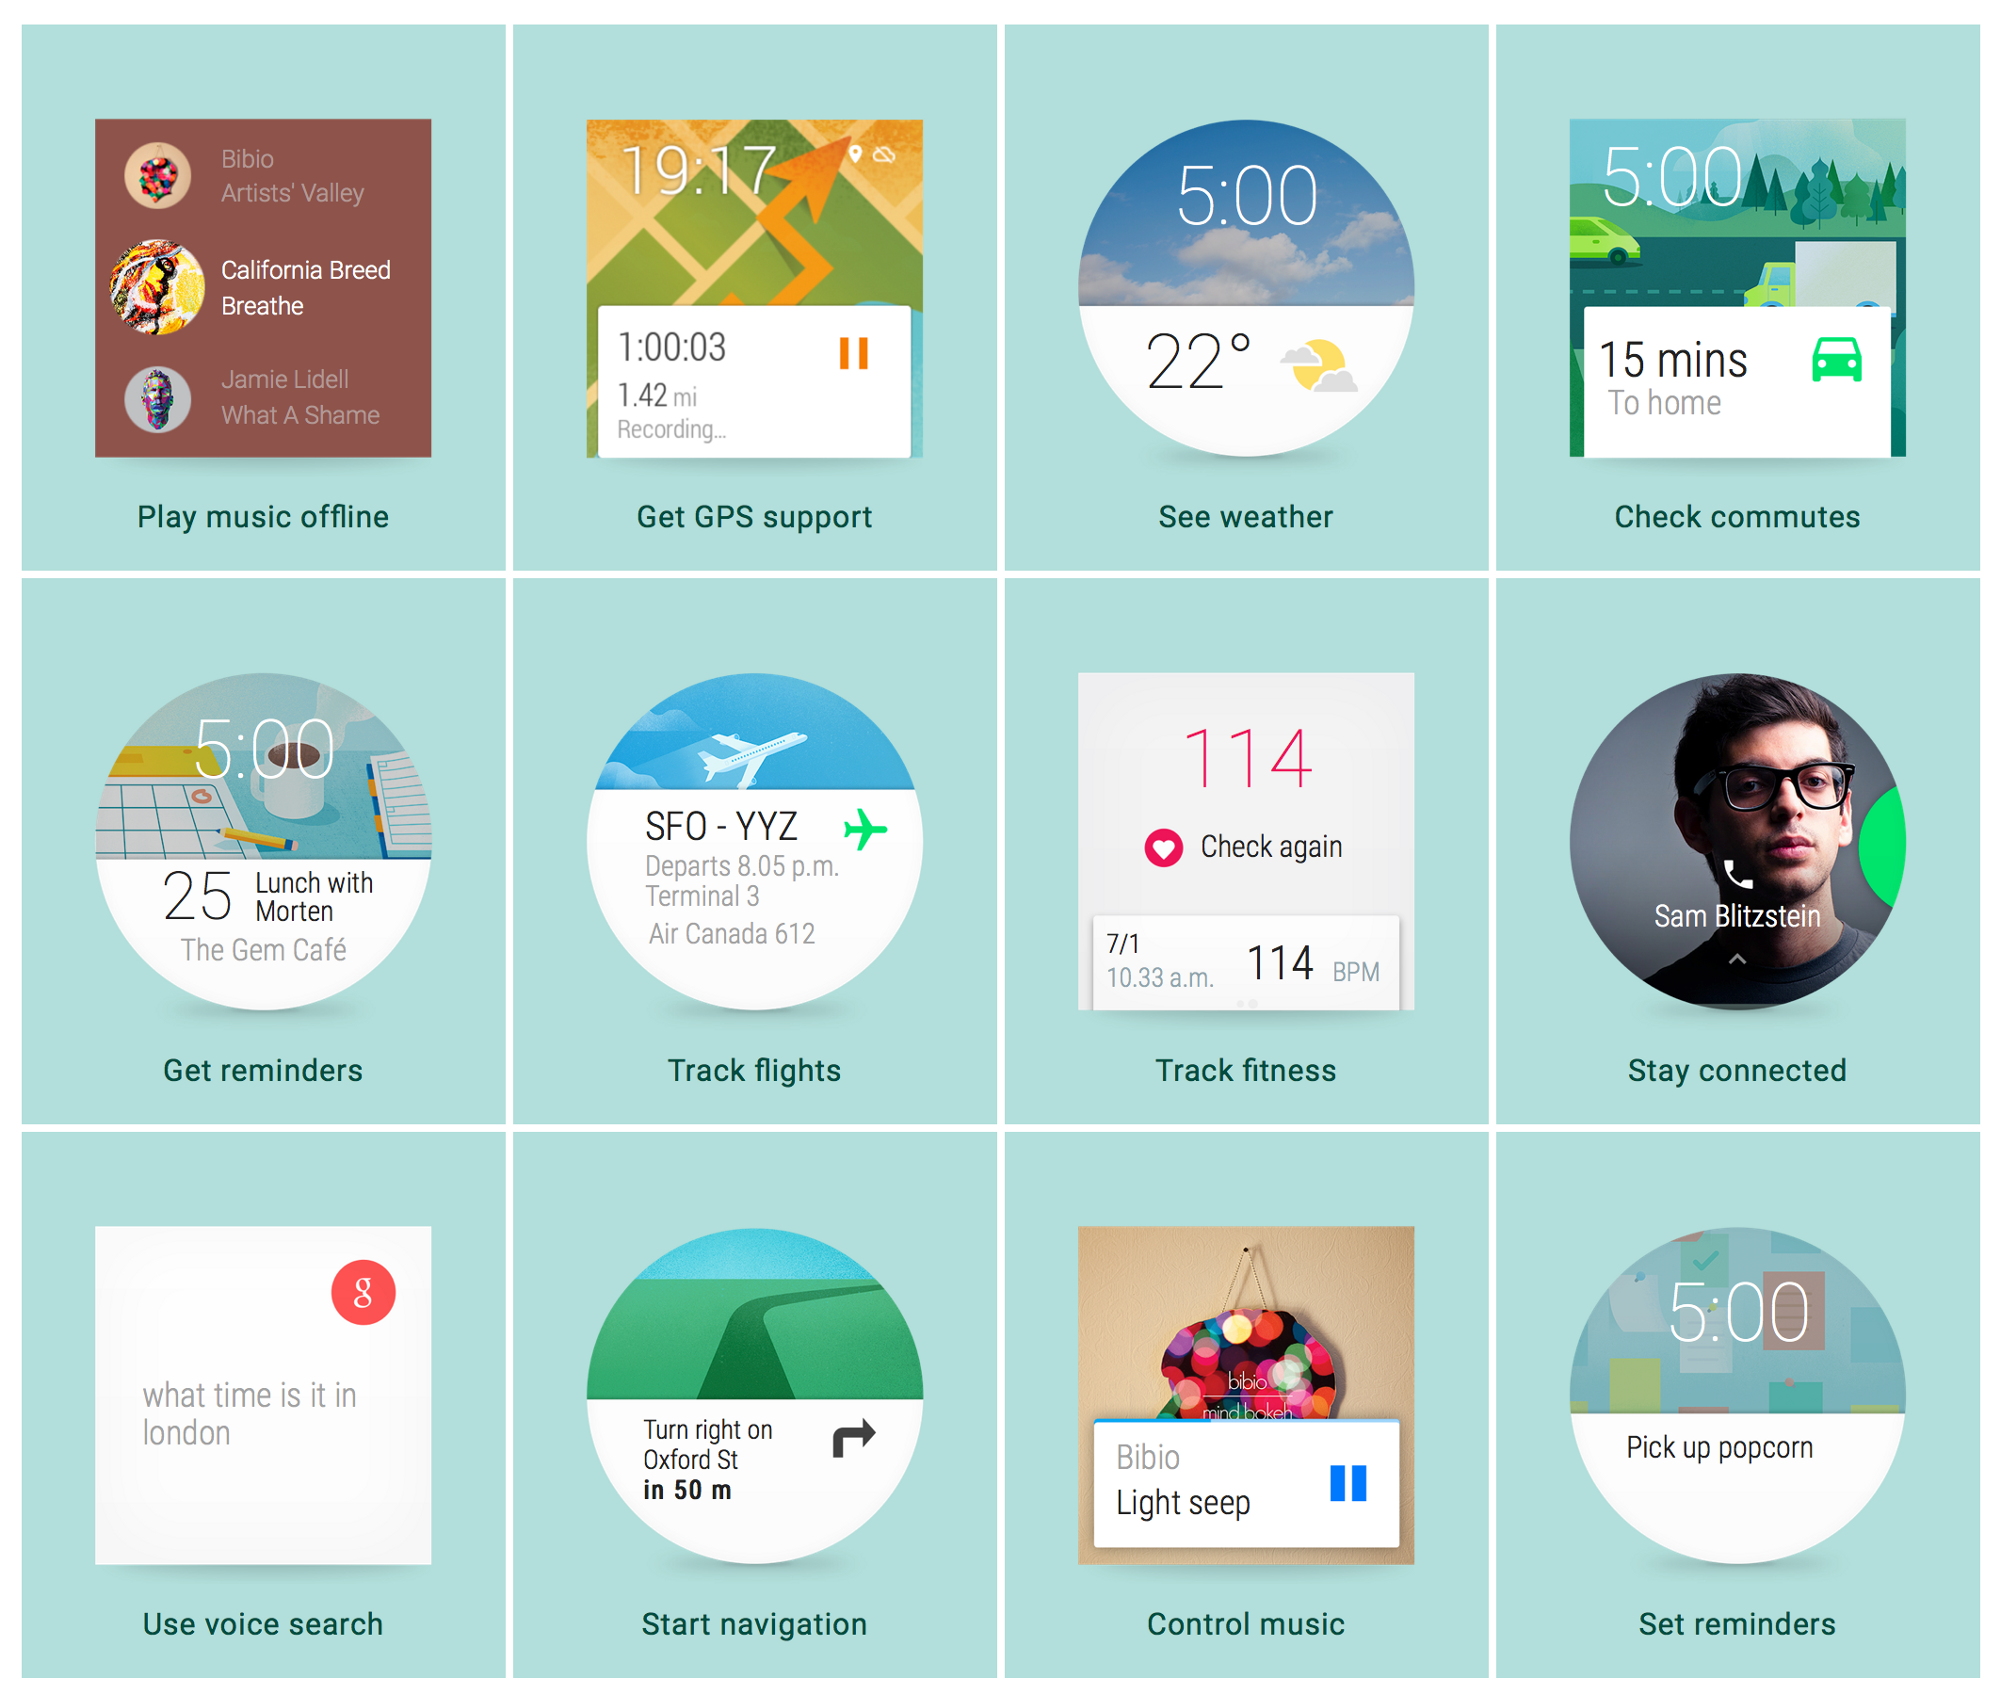 Bibio
Artists' Valley
California Breed
Breathe
Jamie Lidell
What A Shame
Play music offline
19:17
1:00:03
1.42 mi
Recording...
Get GPS support
5:00
22°
See weather
5:00
15 mins
To home
Check commutes
5:00
25
Lunch with
Morten
The Gem Café
Get reminders
SFO - YYZ
Departs 8.05 p.m.
Terminal 3
Air Canada 612
Track flights
114
Check again
7/1
10.33 a.m.
114 BPM
Track fitness
Sam Blitzstein
Stay connected
g
what time is it in
london
Use voice search
Turn right on
Oxford St
in 50 m
Start navigation
bibio
mind bokeh
Bibio
Light seep
Control music
5:00
Pick up popcorn
Set reminders